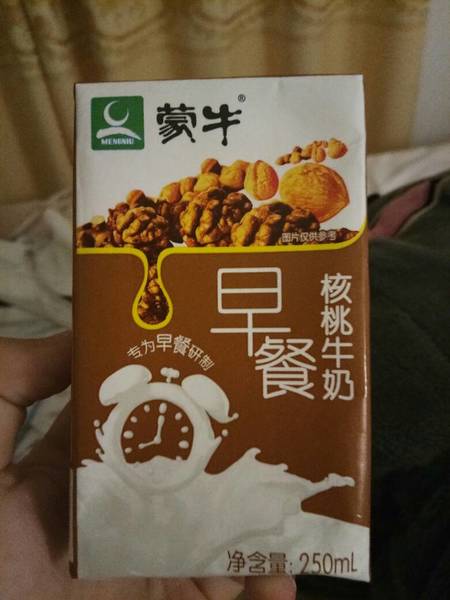 MENGNIU
蒙牛®
图片仅供参考
早餐
核桃牛奶
专为早餐研制
净含量: 250mL